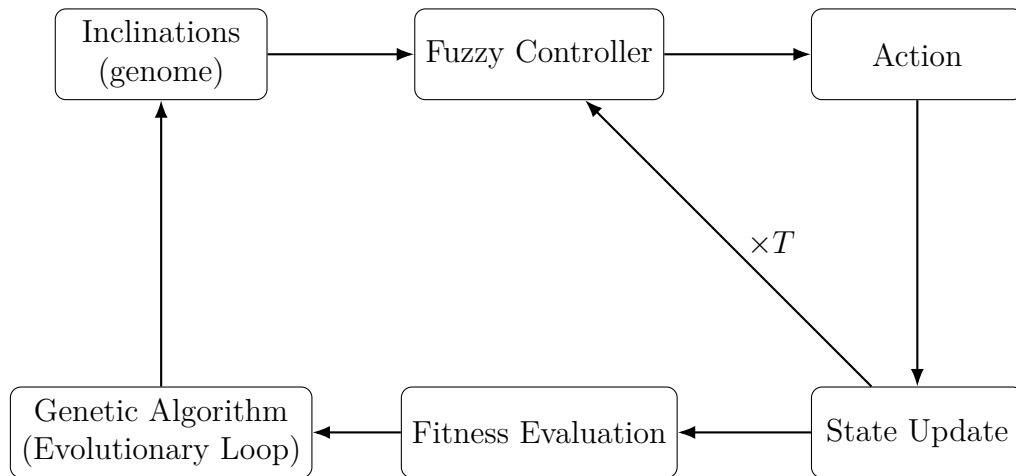 Inclinations
(genome)
Fuzzy Controller
Action
×T
Genetic Algorithm
(Evolutionary Loop)
Fitness Evaluation
State Update